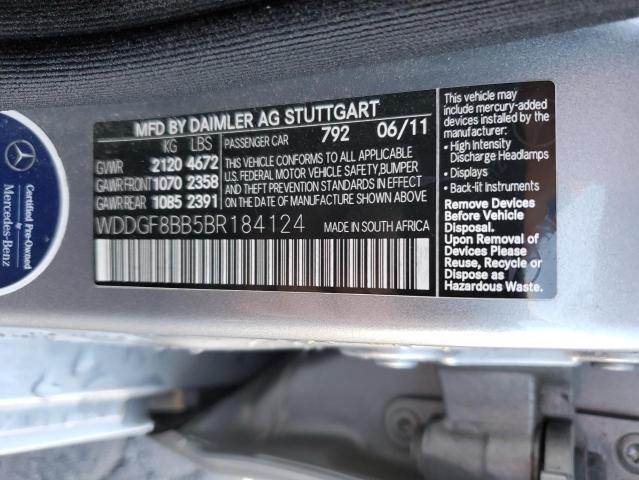 MFD BY DAIMLER AG STUTTGART
KG LBS
GVWR 2120 4672
GAWR FRONT 1070 2358
GAWR REAR 1085 2391
PASSENGER CAR 792 06/11
THIS VEHICLE CONFORMS TO ALL APPLICABLE
U.S. FEDERAL MOTOR VEHICLE SAFETY, BUMPER
AND THEFT PREVENTION STANDARDS IN EFFECT
ON THE DATE OF MANUFACTURE SHOWN ABOVE
WDDGF8BB5BR184124
MADE IN SOUTH AFRICA
This vehicle may
include mercury-added
devices installed by the
manufacturer:
• High Intensity
Discharge Headlamps
• Displays
• Back-lit Instruments
Remove Devices
Before Vehicle
Disposal.
Upon Removal of
Devices Please
Reuse, Recycle or
Dispose as
Hazardous Waste.
Certified Pre-Owned
Mercedes-Benz